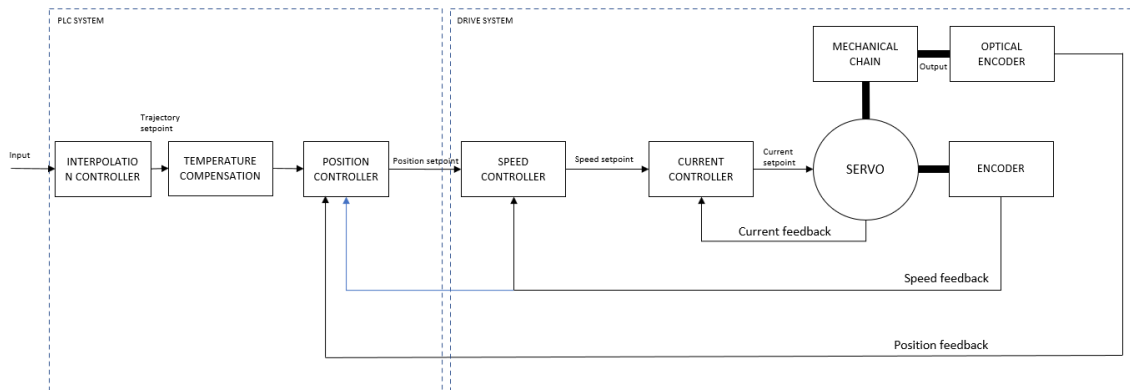 PLC SYSTEM
DRIVE SYSTEM
MECHANICAL
CHAIN
Output
OPTICAL
ENCODER
Input
INTERPOLATIO
N CONTROLLER
Trajectory
setpoint
TEMPERATURE
COMPENSATION
POSITION
CONTROLLER
Position setpoint
SPEED
CONTROLLER
Speed setpoint
CURRENT
CONTROLLER
Current
setpoint
SERVO
ENCODER
Current feedback
Speed feedback
Position feedback